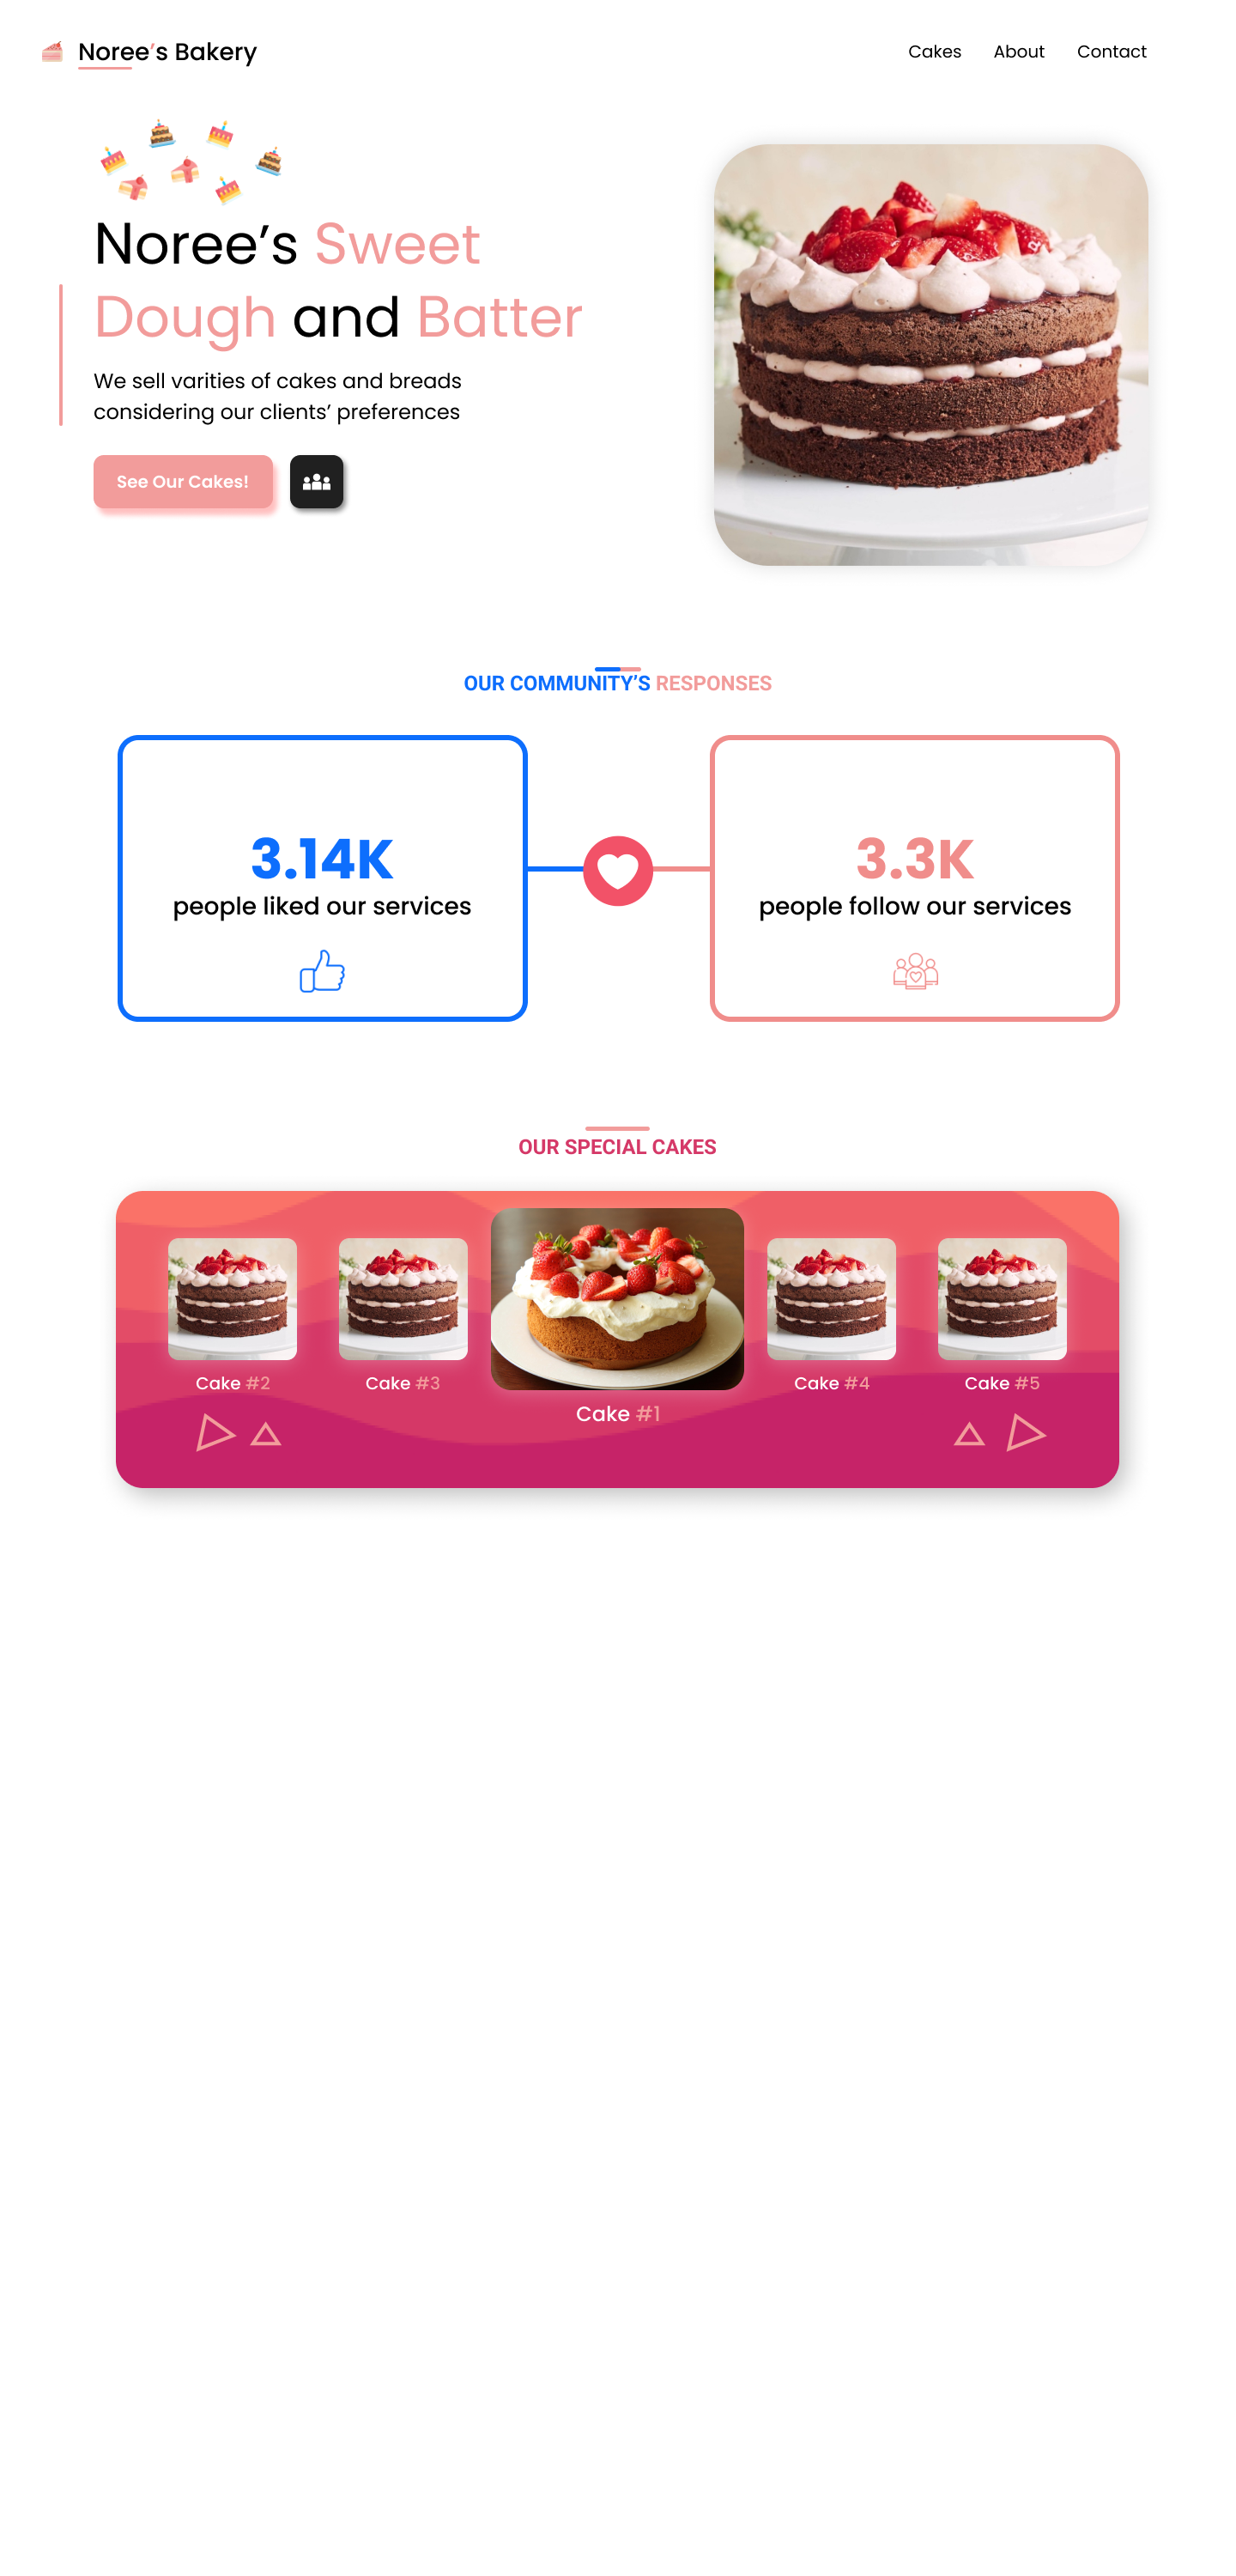 Noree’s Bakery
Cakes About Contact
Noree’s Sweet
Dough and Batter
We sell varities of cakes and breads
considering our clients’ preferences
See Our Cakes!
OUR COMMUNITY’S RESPONSES
3.14K
people liked our services
3.3K
people follow our services
OUR SPECIAL CAKES
Cake #2
Cake #3
Cake #1
Cake #4
Cake #5